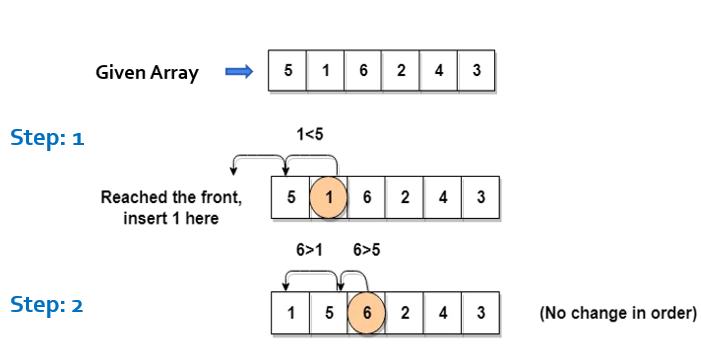 Given Array
5 1 6 2 4 3
Step: 1
1<5
Reached the front,
insert 1 here
5 1 6 2 4 3
6>1 6>5
Step: 2
1 5 6 2 4 3
(No change in order)